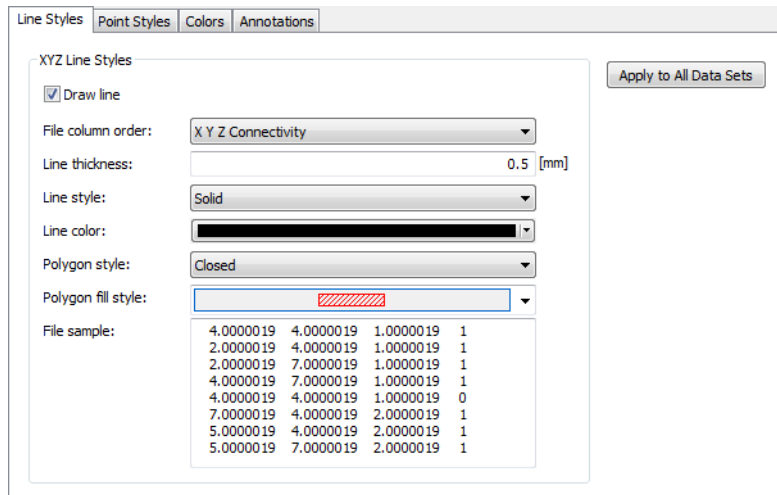 Line Styles Point Styles Colors Annotations
XYZ Line Styles
Apply to All Data Sets
Draw line
File column order: X Y Z Connectivity
Line thickness: 0.5 [mm]
Line style: Solid
Line color:
Polygon style: Closed
Polygon fill style:
File sample:
4.0000019 4.0000019 1.0000019 1
2.0000019 4.0000019 1.0000019 1
2.0000019 7.0000019 1.0000019 1
4.0000019 7.0000019 1.0000019 1
4.0000019 4.0000019 1.0000019 0
7.0000019 4.0000019 2.0000019 1
5.0000019 4.0000019 2.0000019 1
5.0000019 7.0000019 2.0000019 1